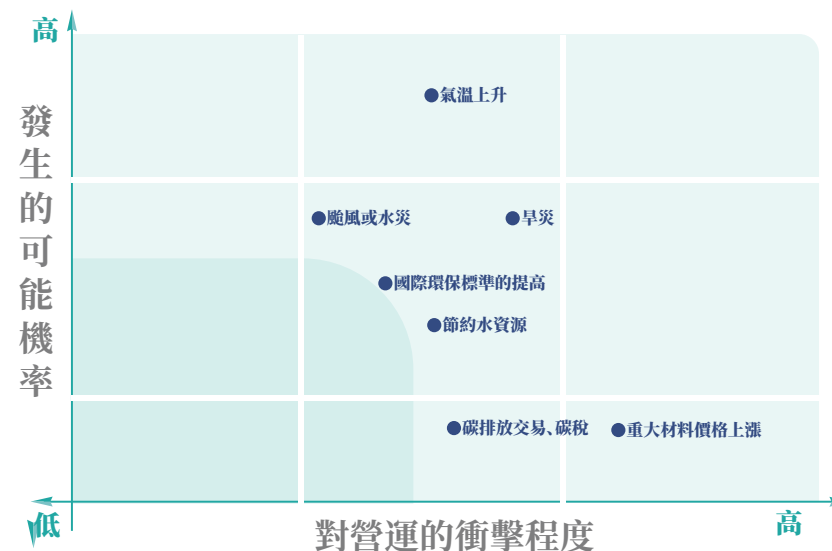 高
發生的可能機率
●氣溫上升
●颱風或水災
●旱災
●國際環保標準的提高
●節約水資源
●碳排放交易、碳稅
●重大材料價格上漲
低
對營運的衝擊程度
高